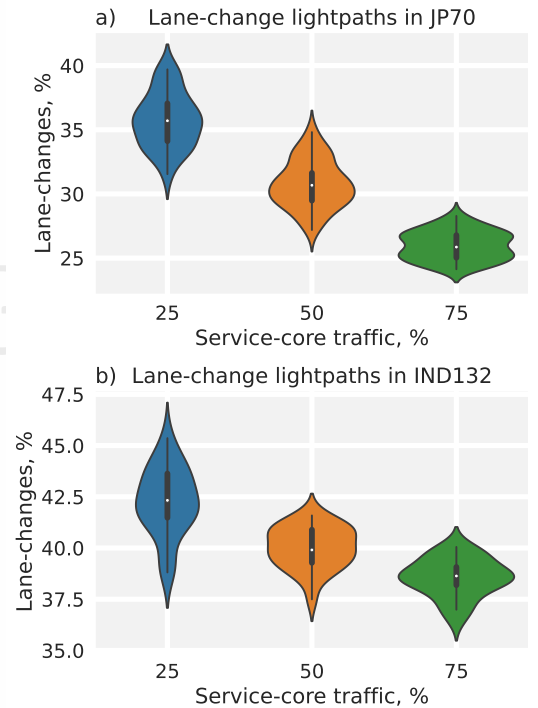 a) Lane-change lightpaths in JP70
40
35
30
25
Lane-changes, %
25 50 75
Service-core traffic, %
b) Lane-change lightpaths in IND132
47.5
45.0
42.5
40.0
37.5
35.0
Lane-changes, %
25 50 75
Service-core traffic, %